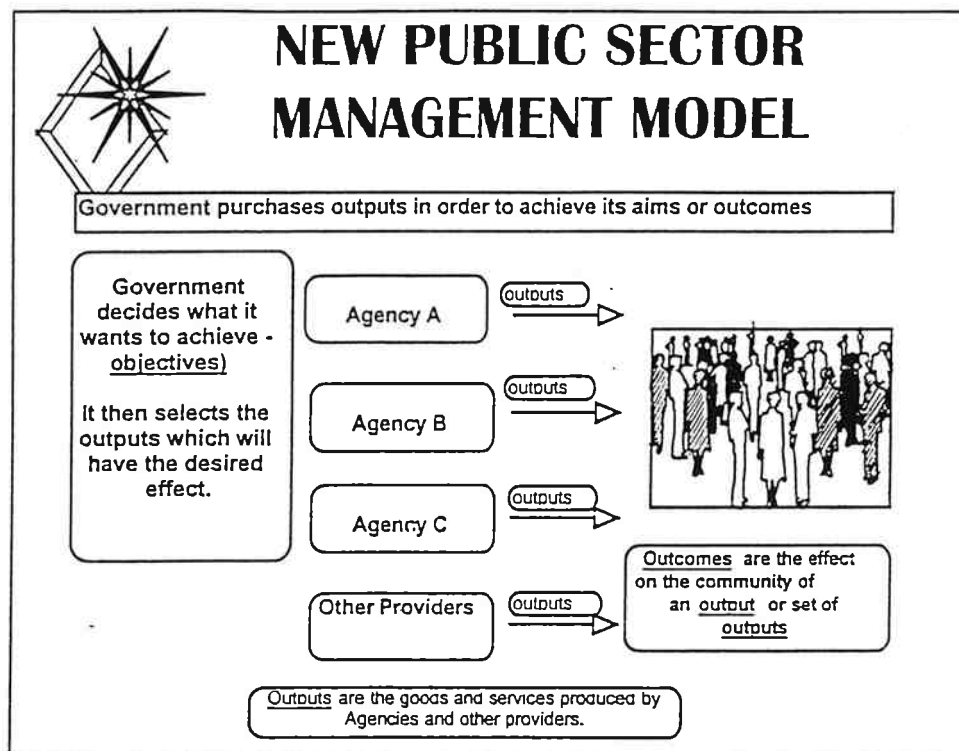 NEW PUBLIC SECTOR
MANAGEMENT MODEL
Government purchases outputs in order to achieve its aims or outcomes
Government
decides what it
wants to achieve -
objectives)
It then selects the
outputs which will
have the desired
effect.
Agency A
outputs
Agency B
outputs
Agency C
outputs
Other Providers
outputs
Outcomes are the effect
on the community of
an output or set of
outputs
Outputs are the goods and services produced by
Agencies and other providers.